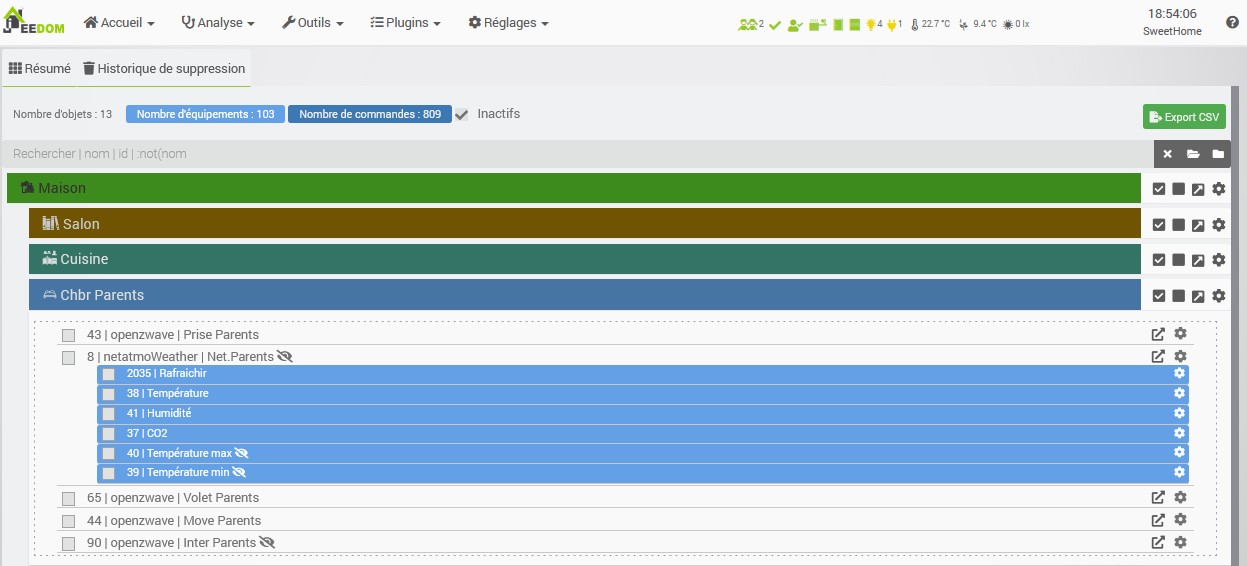 JEEDOM Accueil Analyse Outils Plugins Réglages 2 4 1 22.7 °C 9.4 °C 0 lx 18:54:06
SweetHome
Résumé Historique de suppression
Nombre d'objets : 13 Nombre d'équipements : 103 Nombre de commandes : 809 Inactifs Export CSV
Rechercher | nom | id | :not(nom
Maison
Salon
Cuisine
Chbr Parents
43 | openzwave | Prise Parents
8 | netatmoWeather | Net.Parents
2035 | Rafraichir
38 | Température
41 | Humidité
37 | CO2
40 | Température max
39 | Température min
65 | openzwave | Volet Parents
44 | openzwave | Move Parents
90 | openzwave | Inter Parents